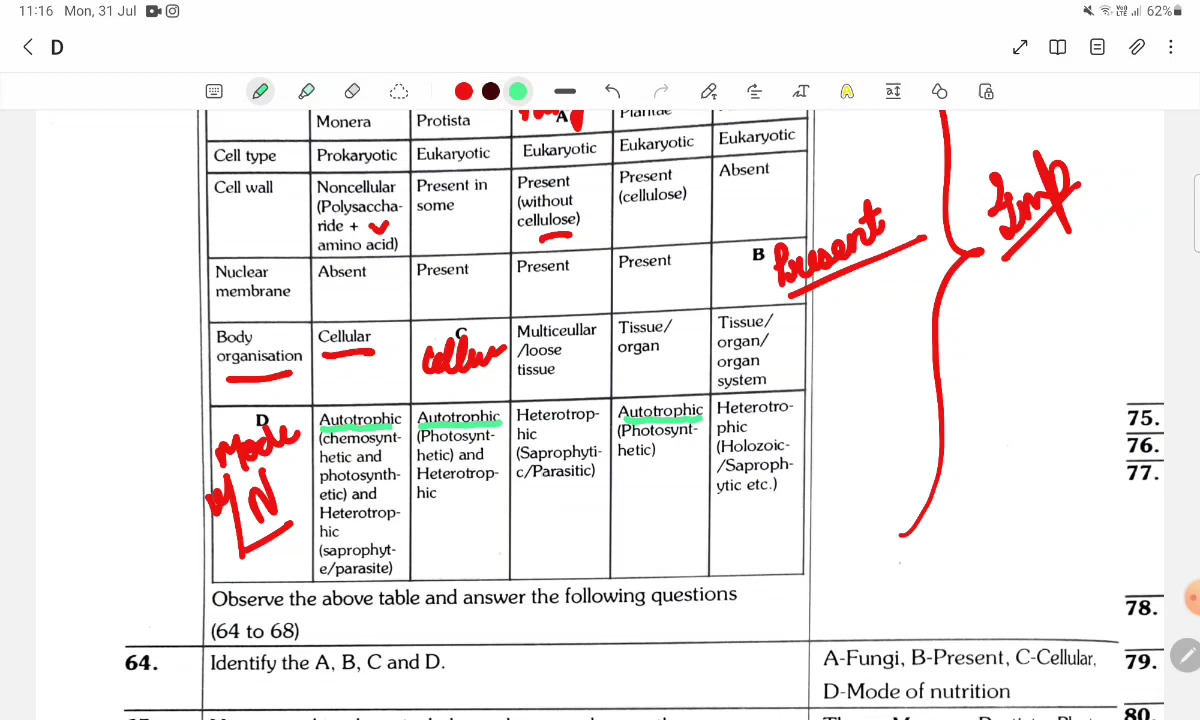 11:16 Mon, 31 Jul
62%
D
Monera
Protista
A
Plantae
Cell type
Prokaryotic
Eukaryotic
Eukaryotic
Eukaryotic
Eukaryotic
Cell wall
Noncellular
(Polysaccha-
ride +
amino acid)
Present in
some
Present
(without
cellulose)
Present
(cellulose)
Absent
Nuclear
membrane
Absent
Present
Present
Present
B
Present
Imp
Body
organisation
Cellular
C
Multiceullar
/loose
tissue
Tissue/
organ
Tissue/
organ/
organ
system
D
Mode
of N
Autotrophic
(chemosynt-
hetic and
photosynth-
etic) and
Heterotrop-
hic
(saprophyt-
e/parasite)
Autotrophic
(Photosynt-
hetic) and
Heterotrop-
hic
Heterotrop-
hic
(Saprophyti-
c/Parasitic)
Autotrophic
(Photosynt-
hetic)
Heterotro-
phic
(Holozoic-
/Saproph-
ytic etc.)
75.
76.
77.
Observe the above table and answer the following questions
(64 to 68)
78.
64.
Identify the A, B, C and D.
A-Fungi, B-Present, C-Cellular,
D-Mode of nutrition
79.
80.